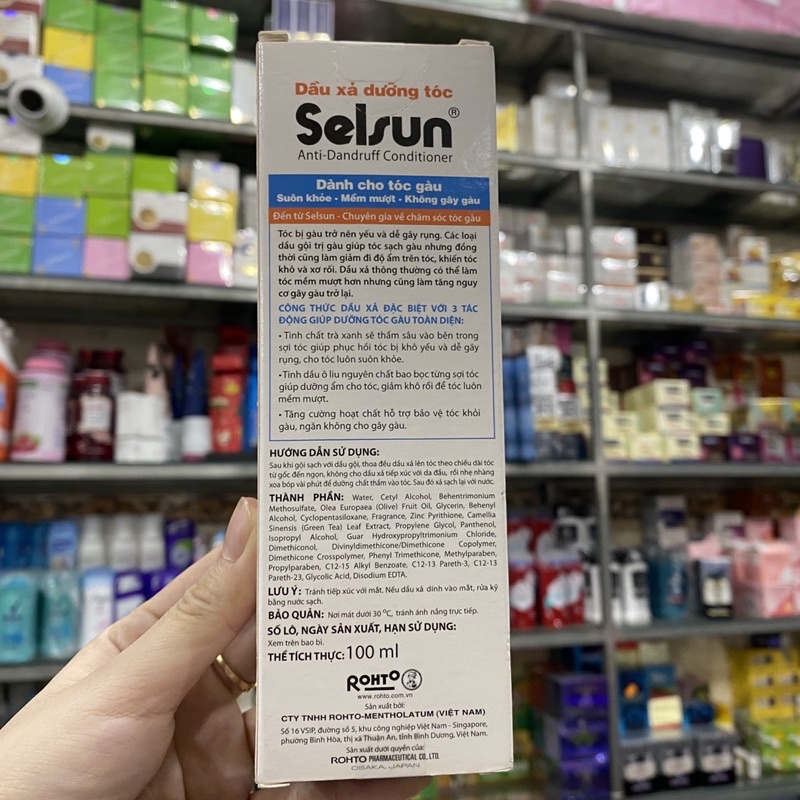 Dầu xả dưỡng tóc
Selsun®
Anti-Dandruff Conditioner
Dành cho tóc gàu
Suôn khỏe - Mềm mượt - Không gây gàu
Đến từ Selsun - Chuyên gia về chăm sóc tóc gàu
Tóc bị gàu trở nên yếu và dễ gãy rụng. Các loại
dầu gội trị gàu giúp tóc sạch gàu nhưng đồng
thời cũng làm giảm đi độ ẩm trên tóc, khiến tóc
khô và xơ rối. Dầu xả thông thường có thể làm
tóc mềm mượt hơn nhưng cũng làm tăng nguy
cơ gây gàu trở lại.
CÔNG THỨC DẦU XẢ ĐẶC BIỆT VỚI 3 TÁC
ĐỘNG GIÚP DƯỠNG TÓC GÀU TOÀN DIỆN:
• Tinh chất trà xanh sẽ thấm sâu vào bên trong
sợi tóc giúp phục hồi tóc bị khô yếu và dễ gãy
rụng, cho tóc luôn suôn khỏe.
• Tinh dầu ô liu nguyên chất bao bọc từng sợi tóc
giúp dưỡng ẩm cho tóc, giảm khô rối để tóc luôn
mềm mượt.
• Tăng cường hoạt chất hỗ trợ bảo vệ tóc khỏi
gàu, ngăn không cho gây gàu.
HƯỚNG DẪN SỬ DỤNG:
Sau khi gội sạch với dầu gội, thoa đều dầu xả lên tóc theo chiều dài tóc
từ gốc đến ngọn, không cho dầu xả tiếp xúc với da đầu, rồi nhẹ nhàng
xoa bóp vài phút để dưỡng chất thấm vào tóc. Sau đó xả sạch lại với nước.
THÀNH PHẦN: Water, Cetyl Alcohol, Behentrimonium
Methosulfate, Olea Europaea (Olive) Fruit Oil, Glycerin, Behenyl
Alcohol, Cyclopentasiloxane, Fragrance, Zinc Pyrithione, Camellia
Sinensis (Green Tea) Leaf Extract, Propylene Glycol, Panthenol,
Isopropyl Alcohol, Guar Hydroxypropyltrimonium Chloride,
Dimethiconol, Divinyldimethicone/Dimethicone Copolymer,
Dimethicone Crosspolymer, Phenyl Trimethicone, Methylparaben,
Propylparaben, C12-15 Alkyl Benzoate, C12-13 Pareth-3, C12-13
Pareth-23, Glycolic Acid, Disodium EDTA.
LƯU Ý: Tránh tiếp xúc với mắt. Nếu dầu xả dính vào mắt, rửa kỹ
bằng nước sạch.
BẢO QUẢN: Nơi mát dưới 30 °C, tránh ánh nắng trực tiếp.
SỐ LÔ, NGÀY SẢN XUẤT, HẠN SỬ DỤNG:
Xem trên bao bì.
THỂ TÍCH THỰC: 100 ml
ROHTO
www.rohto.com.vn
Sản xuất bởi:
CTY TNHH ROHTO-MENTHOLATUM (VIỆT NAM)
Số 16 VSIP, đường số 5, khu công nghiệp Việt Nam - Singapore,
phường Bình Hòa, thị xã Thuận An, tỉnh Bình Dương, Việt Nam.
Sản xuất dưới quyền của:
ROHTO PHARMACEUTICAL CO., LTD.
OSAKA, JAPAN